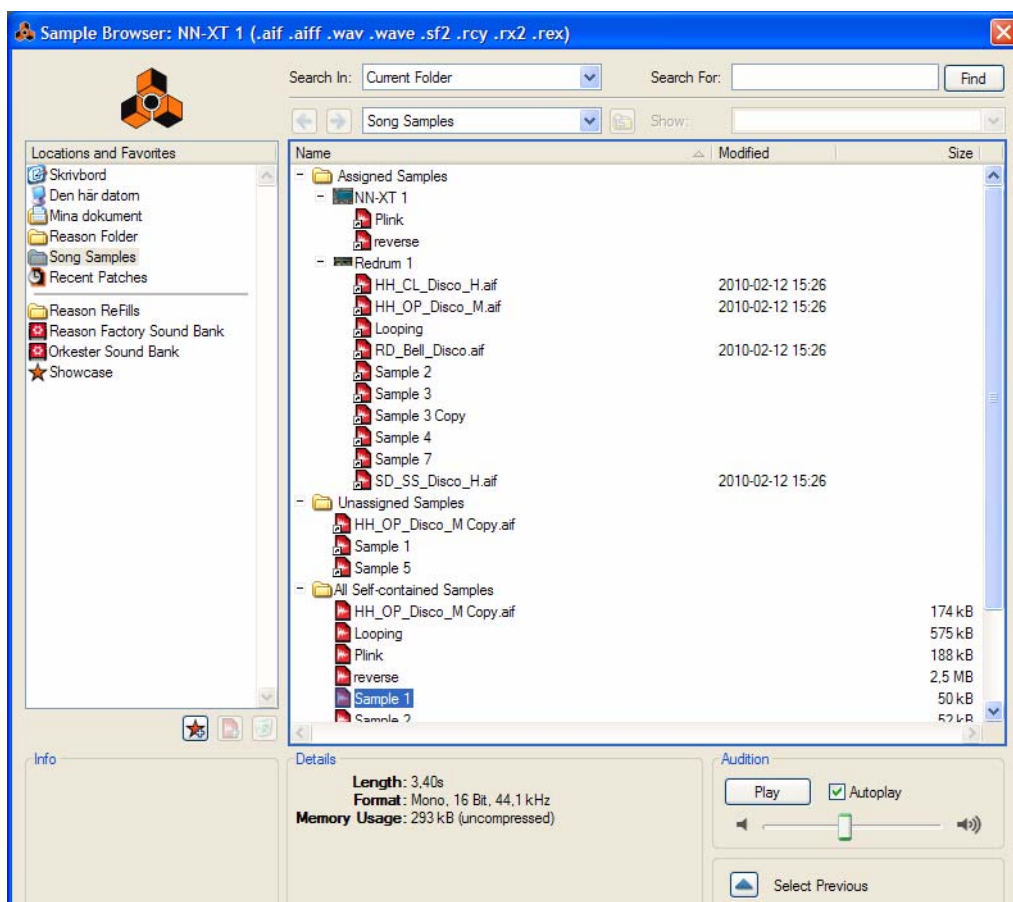 Sample Browser: NN-XT 1 (.aif .aiff .wav .wave .sf2 .rcy .rx2 .rex)
Search In: Current Folder Search For: Find
Song Samples Show:
Locations and Favorites
Skrivbord
Den här datorn
Mina dokument
Reason Folder
Song Samples
Recent Patches
Reason ReFills
Reason Factory Sound Bank
Orkester Sound Bank
Showcase
Name Modified Size
Assigned Samples
NN-XT 1
Plink
reverse
Redrum 1
HH_CL_Disco_H.aif 2010-02-12 15:26
HH_OP_Disco_M.aif 2010-02-12 15:26
Looping
RD_Bell_Disco.aif 2010-02-12 15:26
Sample 2
Sample 3
Sample 3 Copy
Sample 4
Sample 7
SD_SS_Disco_H.aif 2010-02-12 15:26
Unassigned Samples
HH_OP_Disco_M Copy.aif
Sample 1
Sample 5
All Self-contained Samples
HH_OP_Disco_M Copy.aif 174 kB
Looping 575 kB
Plink 188 kB
reverse 2,5 MB
Sample 1 50 kB
Sample 2 52 kB
Info
Details
Length: 3,40s
Format: Mono, 16 Bit, 44,1 kHz
Memory Usage: 293 kB (uncompressed)
Audition
Play Autoplay
Select Previous